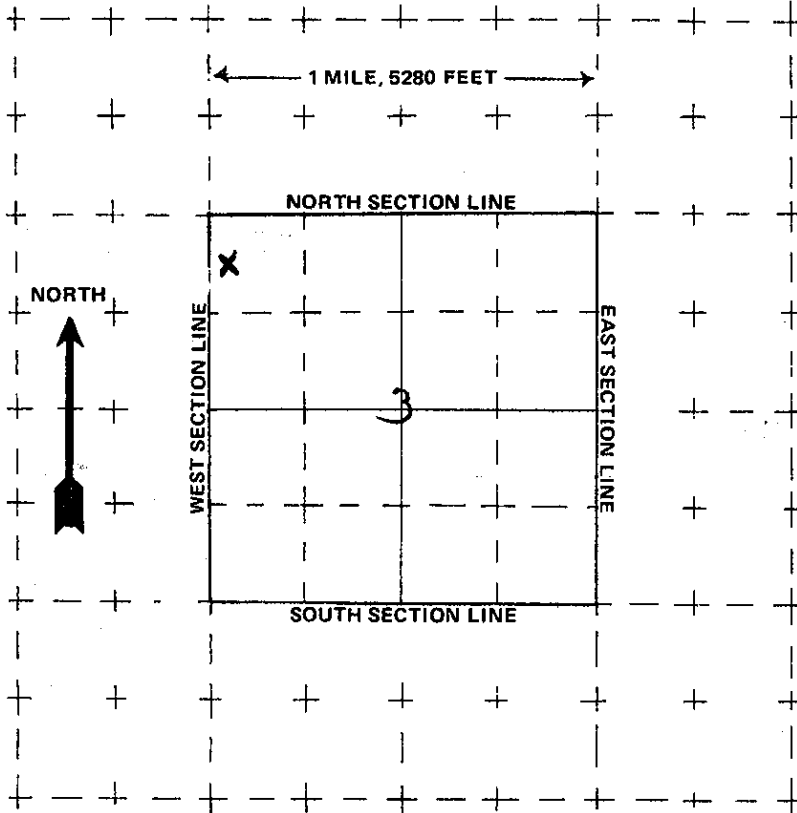 1 MILE, 5280 FEET
NORTH SECTION LINE
X
NORTH
WEST SECTION LINE
EAST SECTION LINE
3
SOUTH SECTION LINE